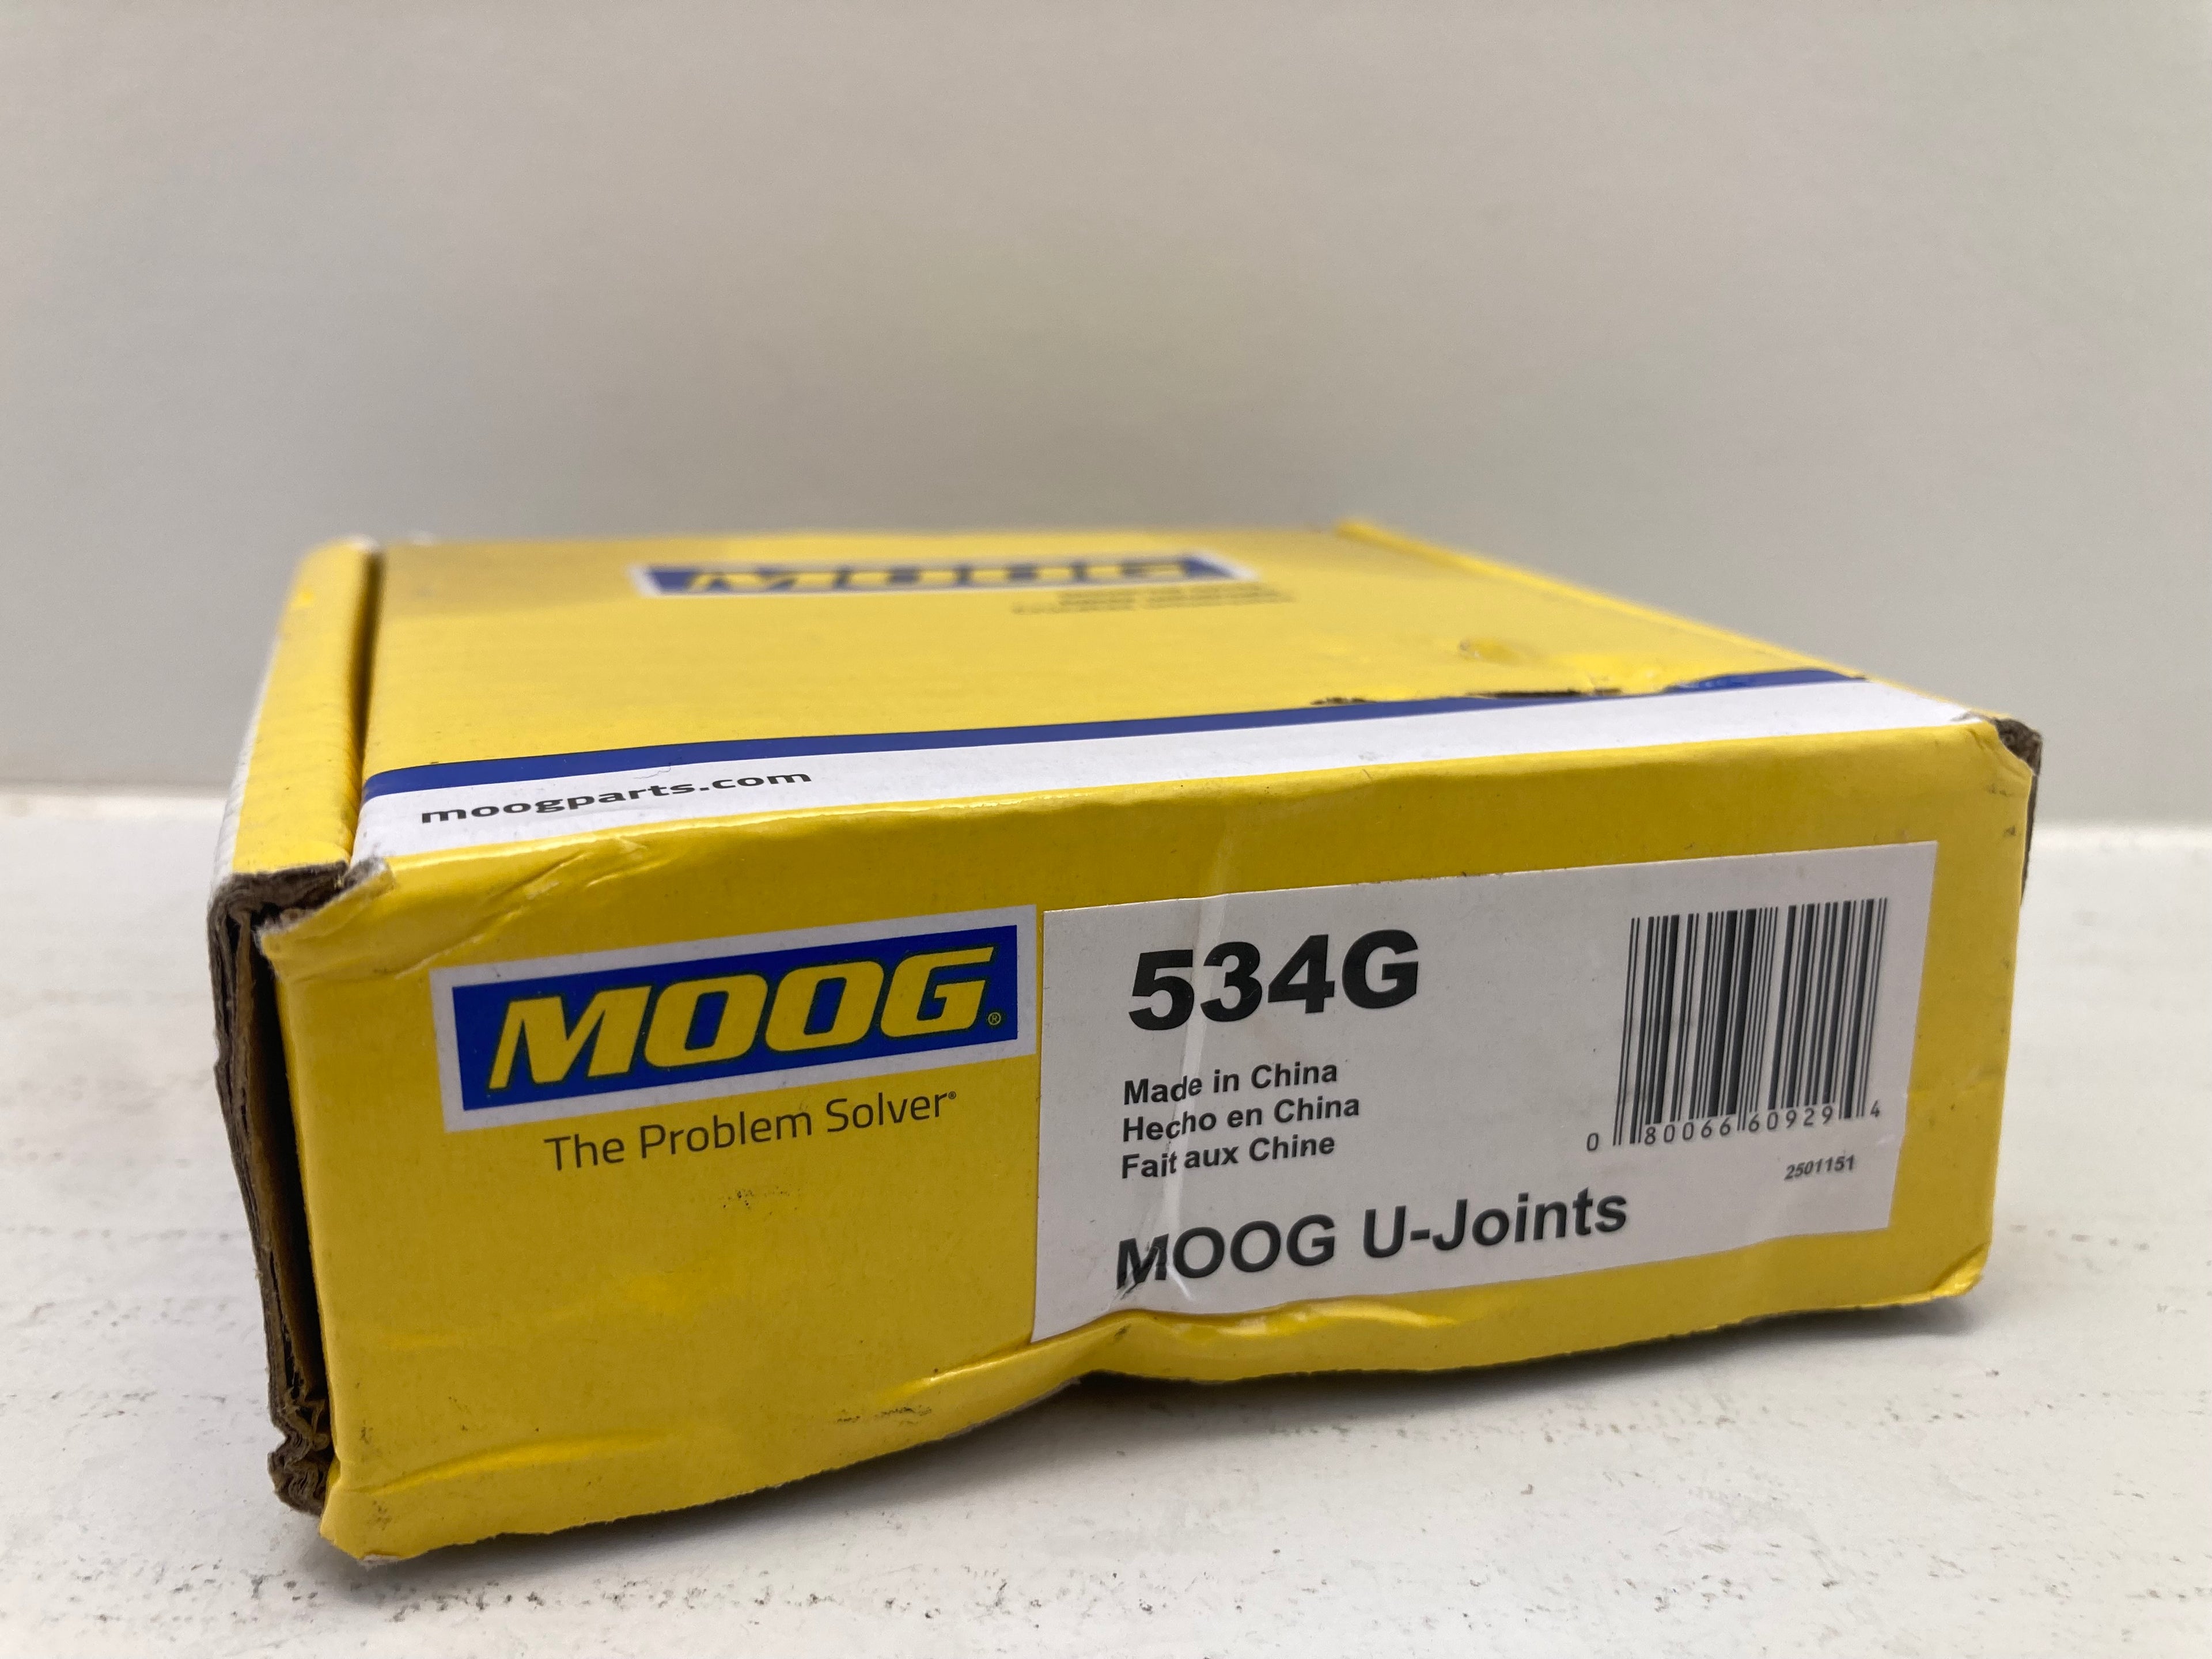 MOOG
moogparts.com
MOOG®
The Problem Solver®
534G
Made in China
Hecho en China
Fait aux Chine
0 80066 60929 4
2501151
MOOG U-Joints